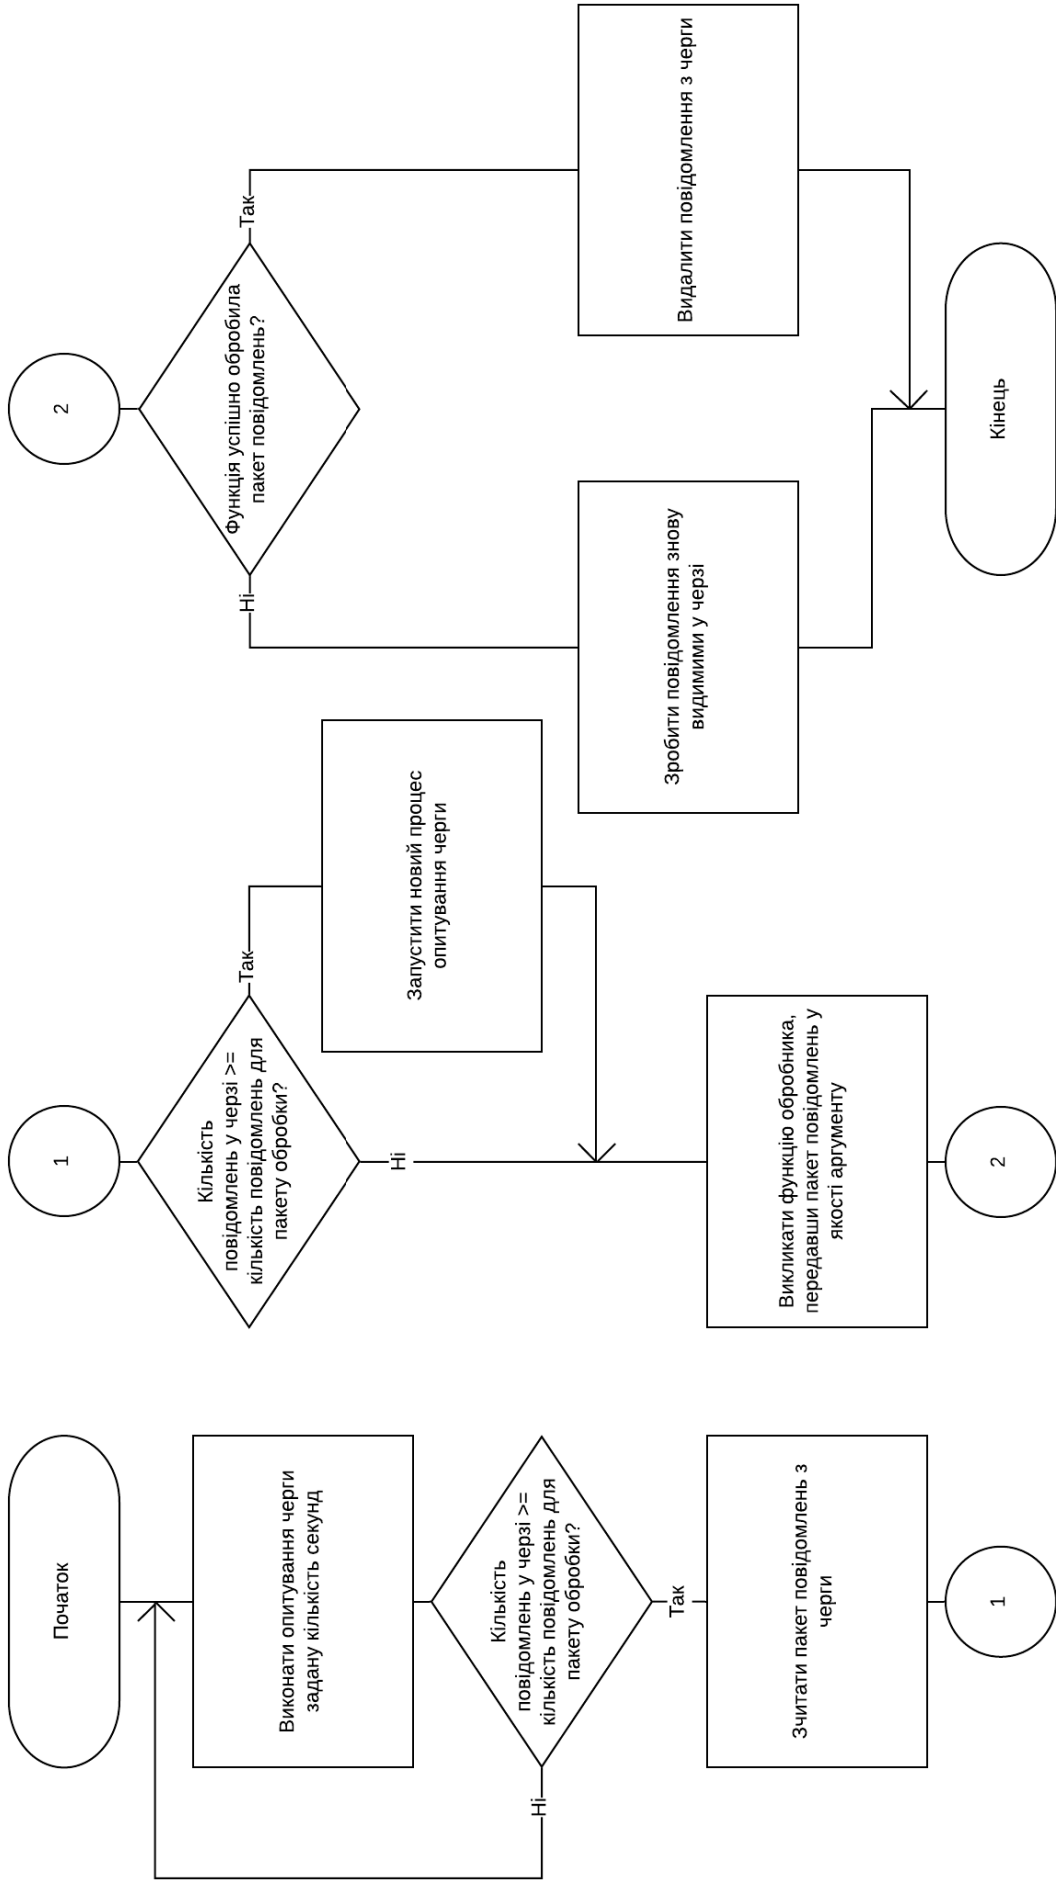 Початок
Виконати опитування черги
задану кількість секунд
Кількість
повідомлень у черзі >=
кількість повідомлень для
пакету обробки?
Ні
Так
Зчитати пакет повідомлень з
черги
1
1
Кількість
повідомлень у черзі >=
кількість повідомлень для
пакету обробки?
Так
Запустити новий процес
опитування черги
Ні
Викликати функцію обробника,
передавши пакет повідомлень у
якості аргументу
2
2
Функція успішно обробила
пакет повідомлень?
Ні
Так
Зробити повідомлення знову
видимими у черзі
Видалити повідомлення з черги
Кінець